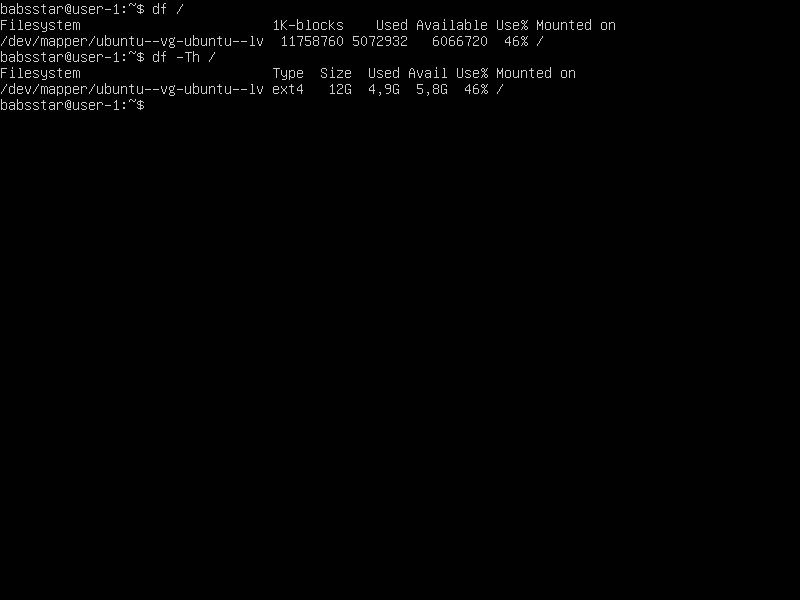 babsstar@user-1:~$ df /
Filesystem                        1K-blocks    Used Available Use% Mounted on
/dev/mapper/ubuntu--vg-ubuntu--lv  11758760 5072932   6066720  46% /
babsstar@user-1:~$ df -Th /
Filesystem                        Type  Size  Used Avail Use% Mounted on
/dev/mapper/ubuntu--vg-ubuntu--lv ext4   12G  4,9G  5,8G  46% /
babsstar@user-1:~$